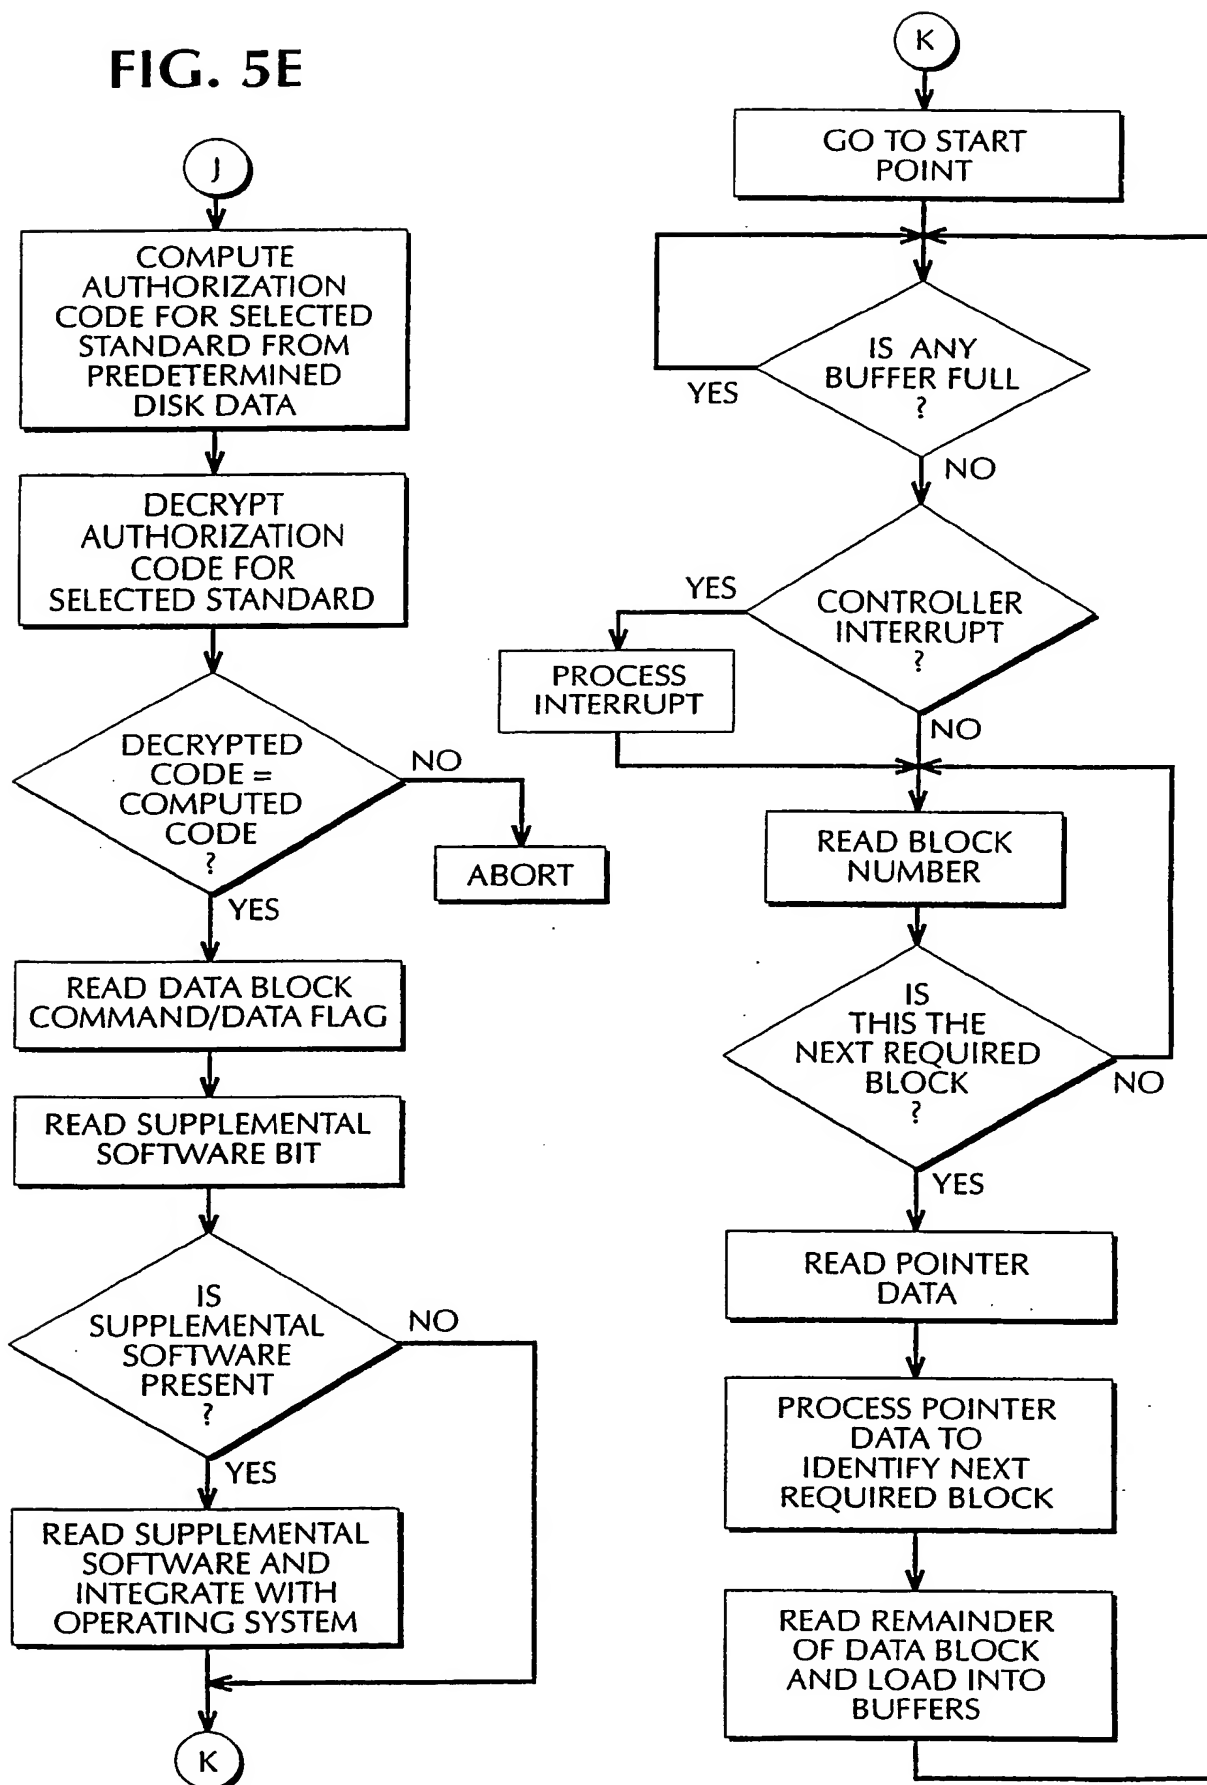 FIG. 5E
J
COMPUTE
AUTHORIZATION
CODE FOR SELECTED
STANDARD FROM
PREDETERMINED
DISK DATA
DECRYPT
AUTHORIZATION
CODE FOR
SELECTED STANDARD
DECRYPTED
CODE =
COMPUTED
CODE
?
NO
ABORT
YES
READ DATA BLOCK
COMMAND/DATA FLAG
READ SUPPLEMENTAL
SOFTWARE BIT
IS
SUPPLEMENTAL
SOFTWARE
PRESENT
?
NO
YES
READ SUPPLEMENTAL
SOFTWARE AND
INTEGRATE WITH
OPERATING SYSTEM
K
K
GO TO START
POINT
IS ANY
BUFFER FULL
?
YES
NO
CONTROLLER
INTERRUPT
?
YES
PROCESS
INTERRUPT
NO
READ BLOCK
NUMBER
IS
THIS THE
NEXT REQUIRED
BLOCK
?
NO
YES
READ POINTER
DATA
PROCESS POINTER
DATA TO
IDENTIFY NEXT
REQUIRED BLOCK
READ REMAINDER
OF DATA BLOCK
AND LOAD INTO
BUFFERS